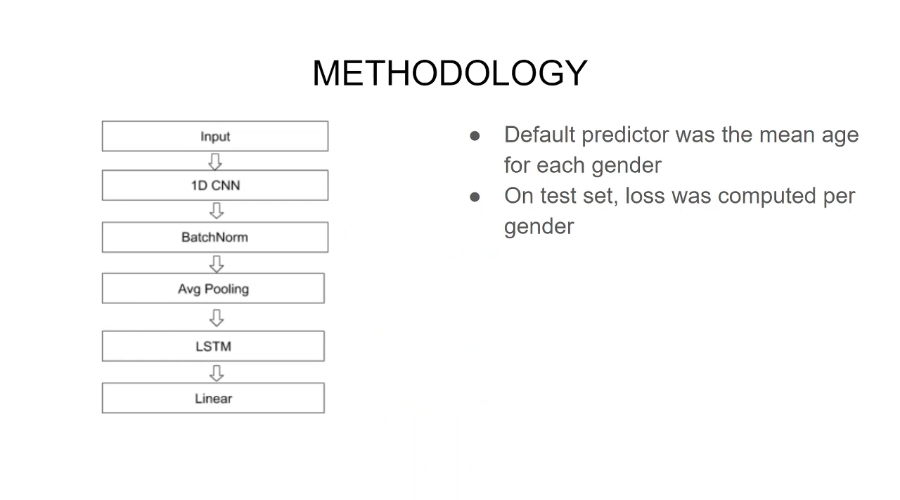 METHODOLOGY
Input
1D CNN
BatchNorm
Avg Pooling
LSTM
Linear
● Default predictor was the mean age
for each gender
● On test set, loss was computed per
gender